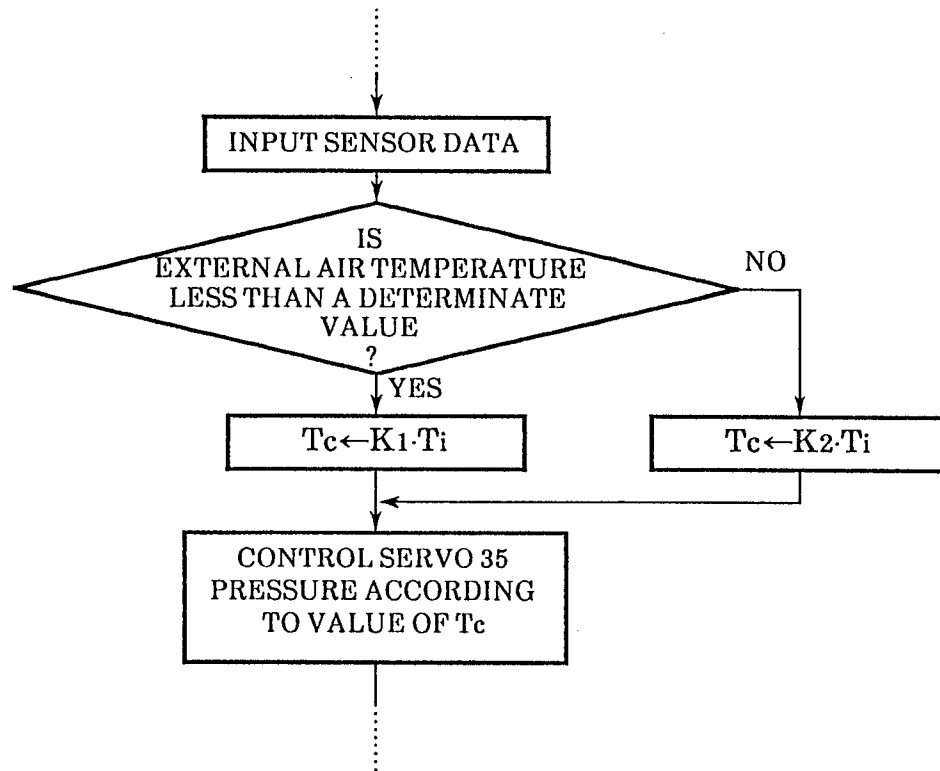 INPUT SENSOR DATA
IS
EXTERNAL AIR TEMPERATURE
LESS THAN A DETERMINATE
VALUE
?
NO
YES
Tc←K1·Ti
Tc←K2·Ti
CONTROL SERVO 35
PRESSURE ACCORDING
TO VALUE OF Tc